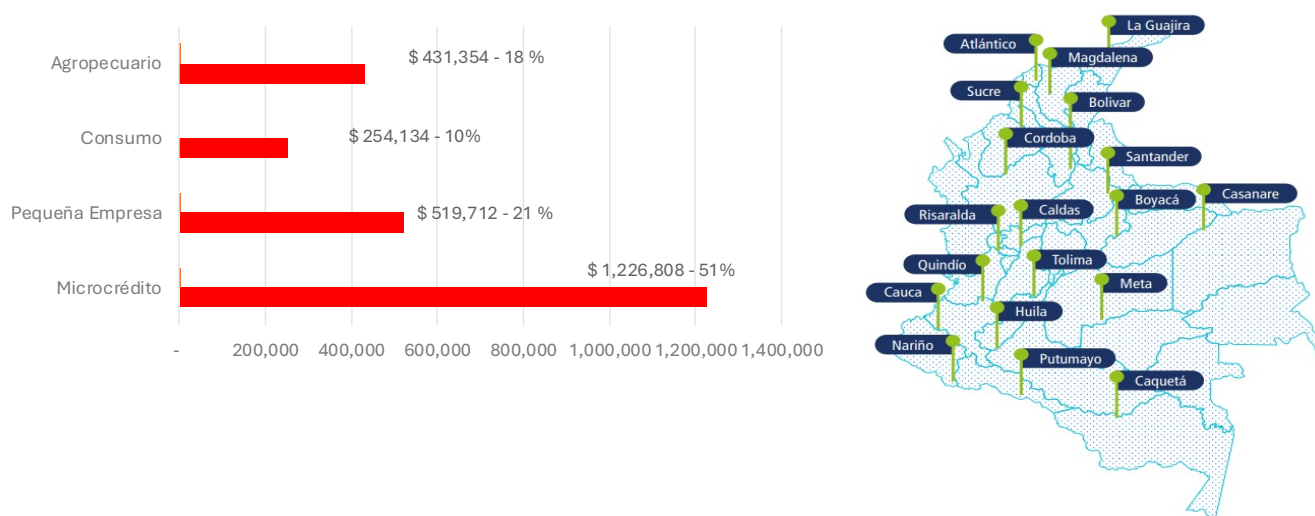 Agropecuario
$ 431,354 - 18 %
Consumo
$ 254,134 - 10%
Pequeña Empresa
$ 519,712 - 21 %
Microcrédito
$ 1,226,808 - 51%
-
200,000
400,000
600,000
800,000
1,000,000
1,200,000
1,400,000
La Guajira
Atlántico
Magdalena
Sucre
Bolivar
Cordoba
Santander
Casanare
Boyacá
Caldas
Risaralda
Tolima
Quindío
Meta
Cauca
Huila
Nariño
Putumayo
Caquetá